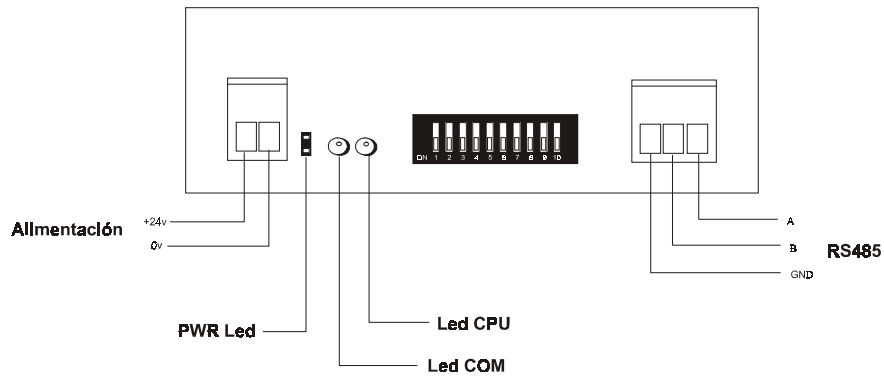 ON 1 2 3 4 5 6 7 8 9 10
Alimentación
+24v
0v
A
B
GND
RS485
PWR Led
Led CPU
Led COM